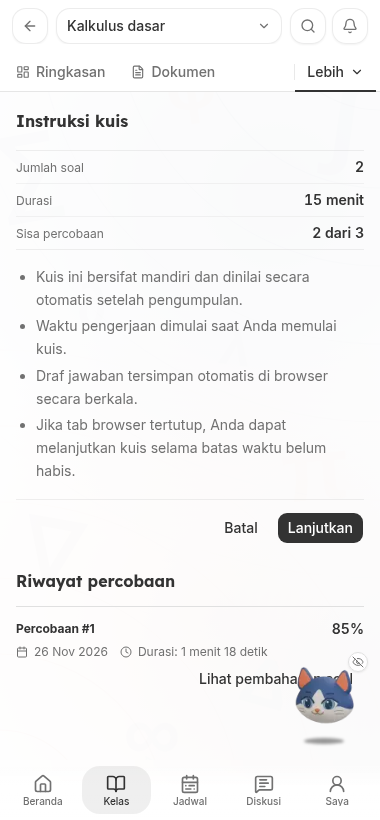 Kalkulus dasar
Ringkasan
Dokumen
Lebih
Instruksi kuis
Jumlah soal 2
Durasi 15 menit
Sisa percobaan 2 dari 3
• Kuis ini bersifat mandiri dan dinilai secara
otomatis setelah pengumpulan.
• Waktu pengerjaan dimulai saat Anda memulai
kuis.
• Draf jawaban tersimpan otomatis di browser
secara berkala.
• Jika tab browser tertutup, Anda dapat
melanjutkan kuis selama batas waktu belum
habis.
Batal
Lanjutkan
Riwayat percobaan
Percobaan #1 85%
26 Nov 2026 Durasi: 1 menit 18 detik
Lihat
Beranda
Kelas
Jadwal
Diskusi
Saya